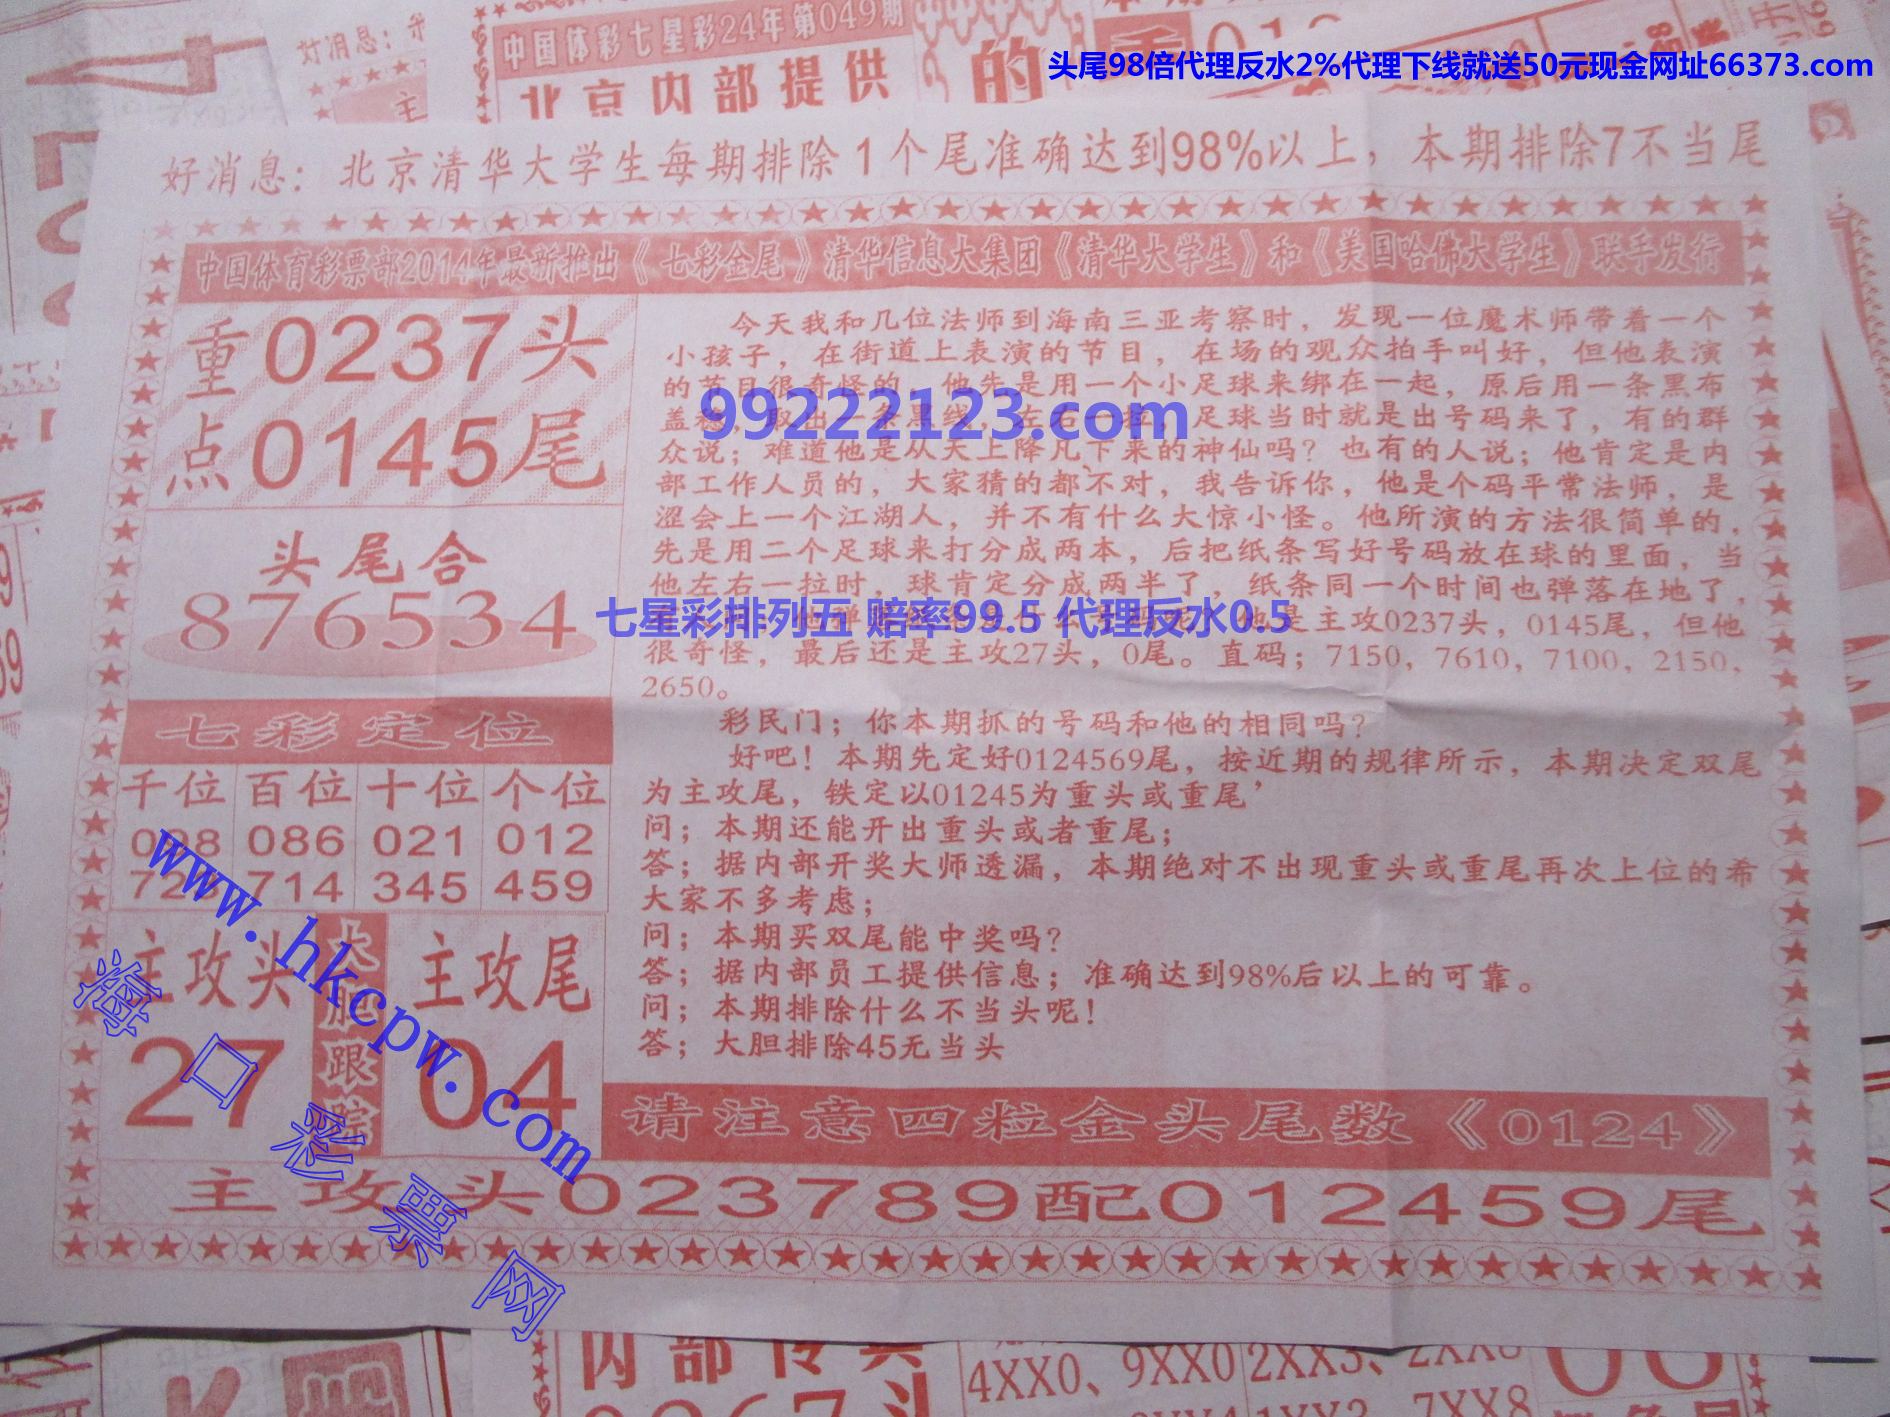 好消息：
主
中国体彩七星彩24年第049期
北京内部提供
的
头尾98倍代理反水2%代理下线就送50元现金网址66373.com
好消息：北京清华大学生每期排除1个尾准确达到98%以上，本期排除7不当尾
中国体育彩票部2014年最新推出《七彩金尾》清华信息大集团《清华大学生》和《美国哈佛大学生》联手发行
重0237头
点0145尾
头尾合
876534
七彩定位
千位 百位 十位 个位
086 021 012
714 345 459
主攻头
27
大胆跟踪
主攻尾
04
今天我和几位法师到海南三亚考察时，发现一位魔术师带着一个
小孩子，在街道上表演的节目，在场的观众拍手叫好，但他表演
的节目很奇怪的，他先是用一个小足球来绑在一起，原后用一条黑布
盖稳，取出一条黑线，左右一拉，足球当时就是出号码来了，有的群
众说；难道他是从天上降凡下来的神仙吗？也有的人说；他肯定是内
部工作人员的，大家猜的都不对，我告诉你，他是个码平常法师，是
涩会上一个江湖人，并不有什么大惊小怪。他所演的方法很简单的，
先是用二个足球来打分成两本，后把纸条写好号码放在球的里面，当
他左右一拉时，球肯定分成两半了，纸条同一个时间也弹落在地了，
他是主攻0237头，0145尾，但他
很奇怪，最后还是主攻27头，0尾。直码；7150，7610，7100，2150，
2650。
彩民门；你本期抓的号码和他的相同吗？
好吧！本期先定好0124569尾，按近期的规律所示，本期决定双尾
为主攻尾，铁定以01245为重头或重尾’
问；本期还能开出重头或者重尾；
答；据内部开奖大师透漏，本期绝对不出现重头或重尾再次上位的希
大家不多考虑；
问；本期买双尾能中奖吗？
答；据内部员工提供信息；准确达到98%后以上的可靠。
问；本期排除什么不当头呢！
答；大胆排除45无当头
请注意四粒金头尾数《0124》
主攻头023789配012459尾
99222123.com
七星彩排列五 赔率99.5 代理反水0.5
www.hkcpw.com
海口彩票网
内部传真
4XX0、9XX0